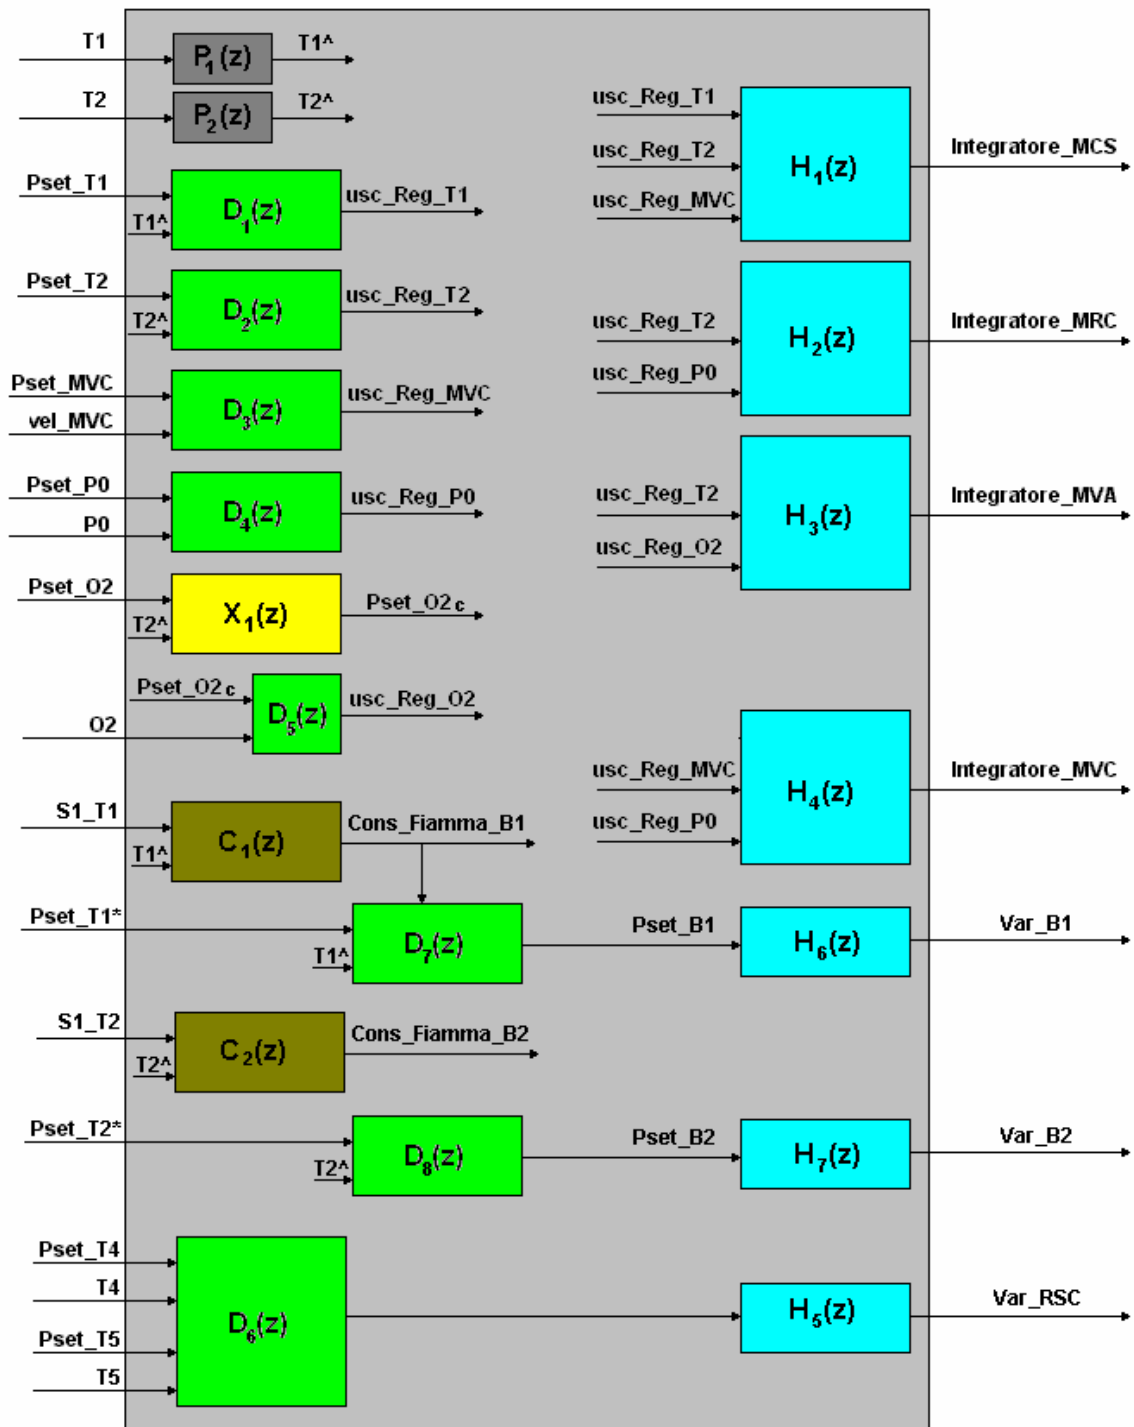 T1
P1(z)
T1^
T2
P2(z)
T2^
Pset_T1
T1^
D1(z)
usc_Reg_T1
Pset_T2
T2^
D2(z)
usc_Reg_T2
Pset_MVC
vel_MVC
D3(z)
usc_Reg_MVC
Pset_P0
P0
D4(z)
usc_Reg_P0
Pset_O2
T2^
X1(z)
Pset_O2c
Pset_O2c
O2
D5(z)
usc_Reg_O2
S1_T1
T1^
C1(z)
Cons_Fiamma_B1
Pset_T1*
T1^
D7(z)
Pset_B1
H6(z)
Var_B1
S1_T2
T2^
C2(z)
Cons_Fiamma_B2
Pset_T2*
T2^
D8(z)
Pset_B2
H7(z)
Var_B2
Pset_T4
T4
Pset_T5
T5
D6(z)
H5(z)
Var_RSC
usc_Reg_T1
usc_Reg_T2
usc_Reg_MVC
H1(z)
Integratore_MCS
usc_Reg_T2
usc_Reg_P0
H2(z)
Integratore_MRC
usc_Reg_T2
usc_Reg_O2
H3(z)
Integratore_MVA
usc_Reg_MVC
usc_Reg_P0
H4(z)
Integratore_MVC